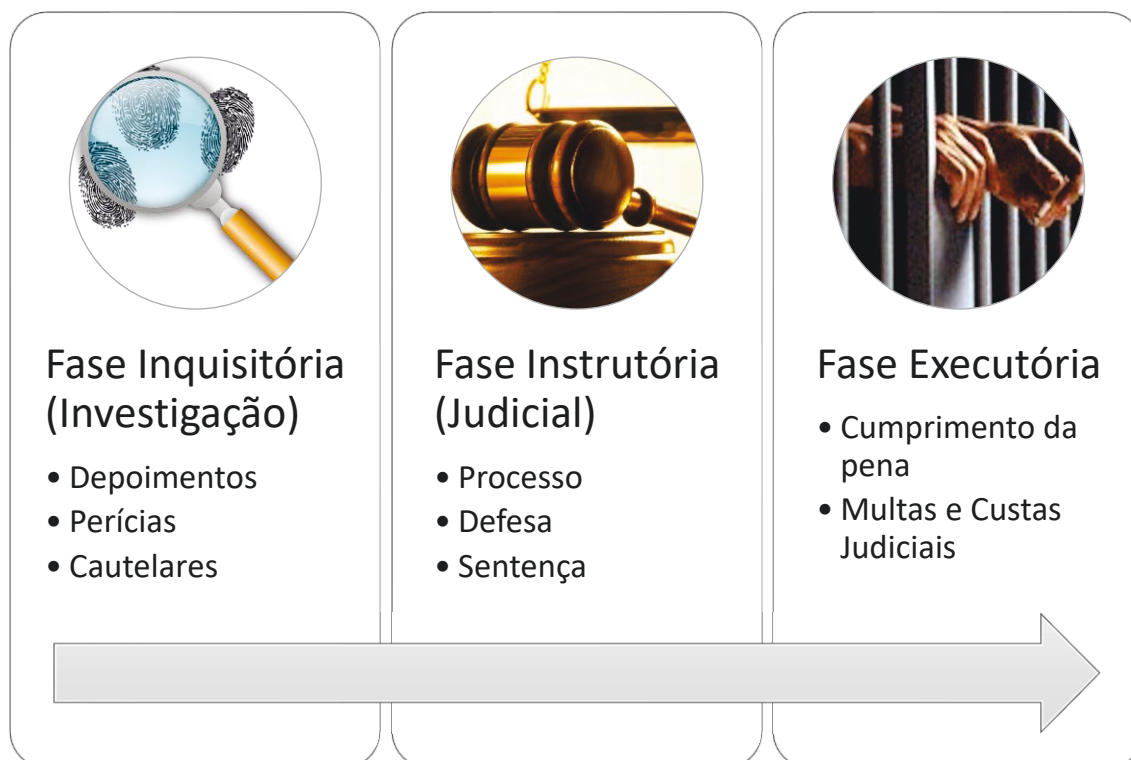 Fase Inquisitória
(Investigação)
• Depoimentos
• Perícias
• Cautelares
Fase Instrutória
(Judicial)
• Processo
• Defesa
• Sentença
Fase Executória
• Cumprimento da
pena
• Multas e Custas
Judiciais